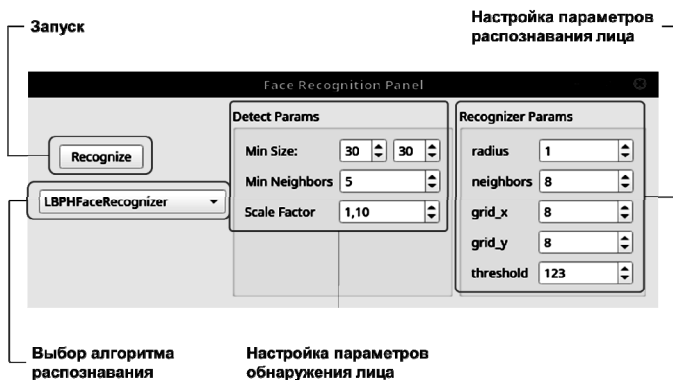 Запуск
Настройка параметров
распознавания лица
Face Recognition Panel
Detect Params
Recognizer Params
Recognize
LBPHFaceRecognizer
Min Size: 30 30
Min Neighbors 5
Scale Factor 1,10
radius 1
neighbors 8
grid_x 8
grid_y 8
threshold 123
Выбор алгоритма
распознавания
Настройка параметров
обнаружения лица